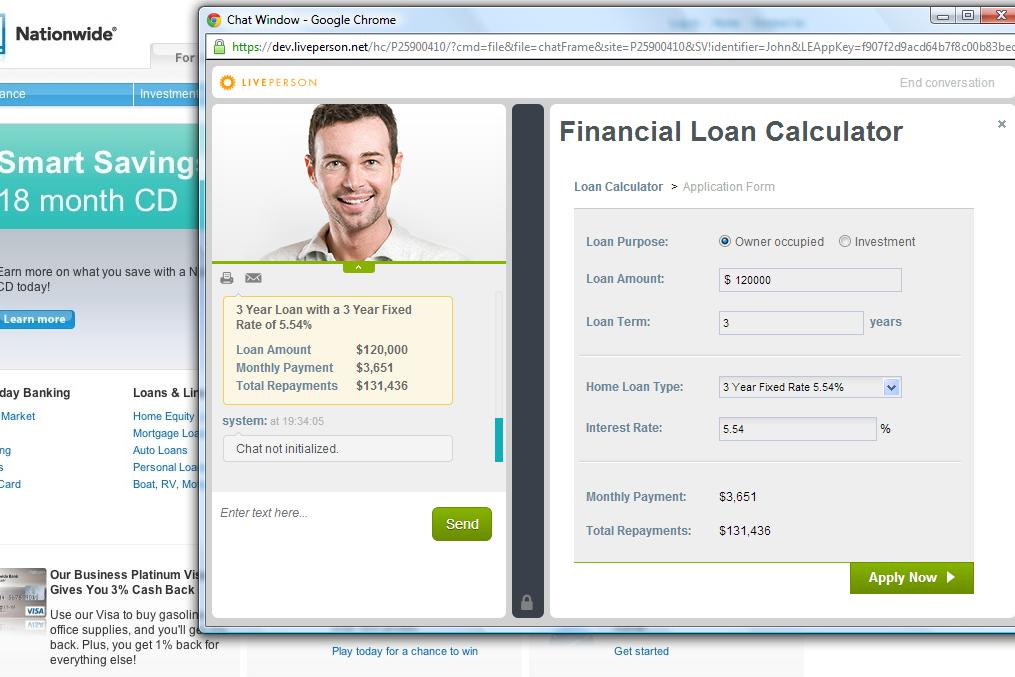 Chat Window - Google Chrome
https://dev.liveperson.net/hc/P25900410/?cmd=file&file=chatFrame&site=P25900410&SV!identifier=John&LEAppKey=f907f2d9acd64b7f8c00b83bec
Nationwide®
For
ance
Investment
Smart Savings
18 month CD
Earn more on what you save with a N
CD today!
Learn more
day Banking
Loans & Lin
Market
Home Equity
Mortgage Loa
ng
Auto Loans
s
Personal Loa
Card
Boat, RV, Mo
VISA
Our Business Platinum Vis
Gives You 3% Cash Back
Use our Visa to buy gasolin
office supplies, and you'll ge
back. Plus, you get 1% back for
everything else!
Play today for a chance to win
Get started
LIVEPERSON
End conversation
3 Year Loan with a 3 Year Fixed
Rate of 5.54%
Loan Amount $120,000
Monthly Payment $3,651
Total Repayments $131,436
system: at 19:34:05
Chat not initialized.
Enter text here...
Send
Financial Loan Calculator
×
Loan Calculator > Application Form
Loan Purpose: Owner occupied Investment
Loan Amount: $ 120000
Loan Term: 3 years
Home Loan Type: 3 Year Fixed Rate 5.54%
Interest Rate: 5.54 %
Monthly Payment: $3,651
Total Repayments: $131,436
Apply Now